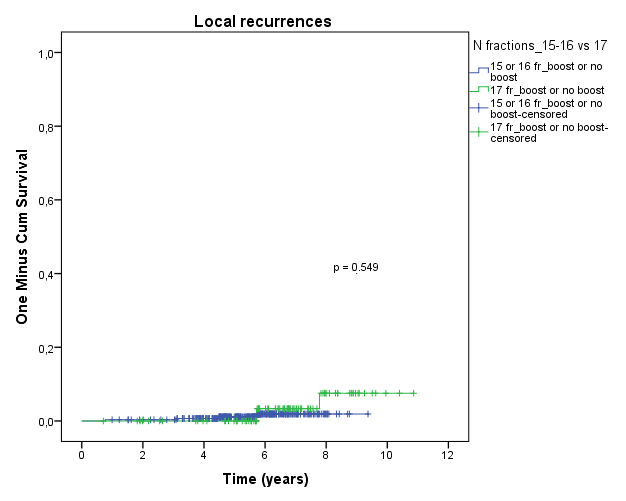 Local recurrences
N fractions_15-16 vs 17
15 or 16 fr_boost or no
boost
17 fr_boost or no boost
15 or 16 fr_boost or no
boost-censored
17 fr_boost or no boost-
censored
One Minus Cum Survival
1,0
0,8
0,6
0,4
0,2
0,0
p = 0.549
0
2
4
6
8
10
12
Time (years)